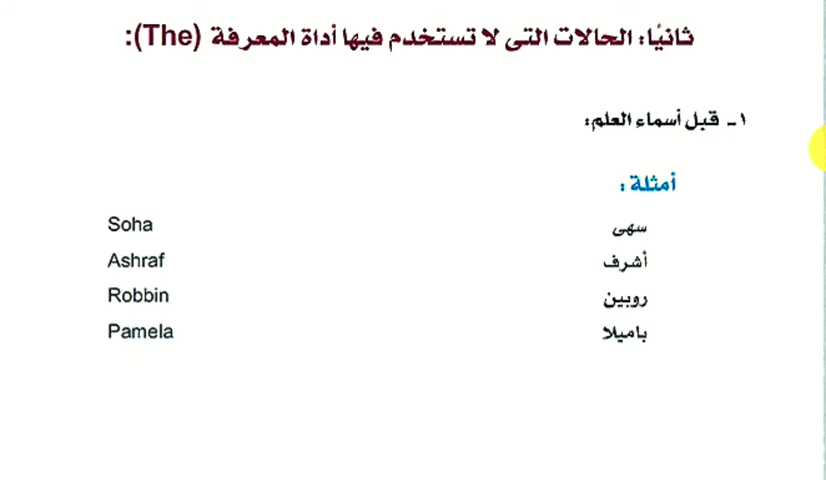 ثانيًا: الحالات التى لا تستخدم فيها أداة المعرفة (The):
١- قبل أسماء العلم:
أمثلة :
سهى Soha
أشرف Ashraf
روبين Robbin
باميلا Pamela